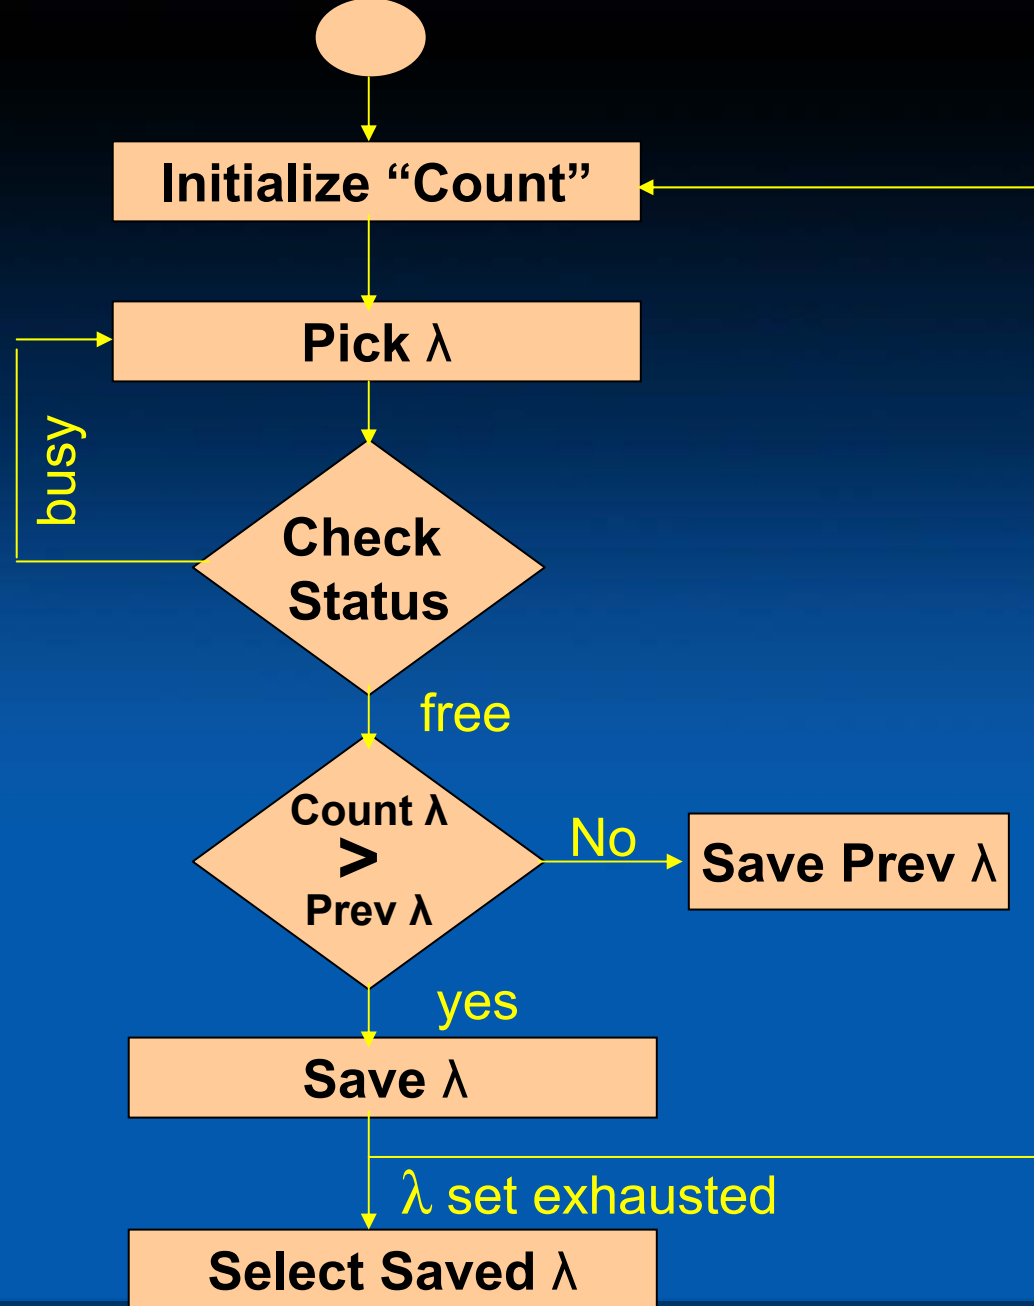 Initialize “Count”
Pick λ
busy
Check
Status
free
Count λ
>
Prev λ
No
Save Prev λ
yes
Save λ
λ set exhausted
Select Saved λ